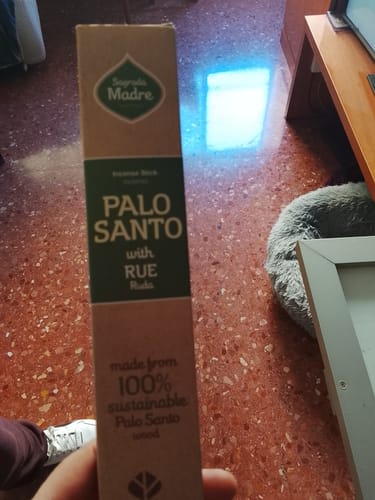 Sagrada
Madre
Incense Stick
PALO
SANTO
with
RUE
Ruda
made from
100%
sustainable
Palo Santo
wood